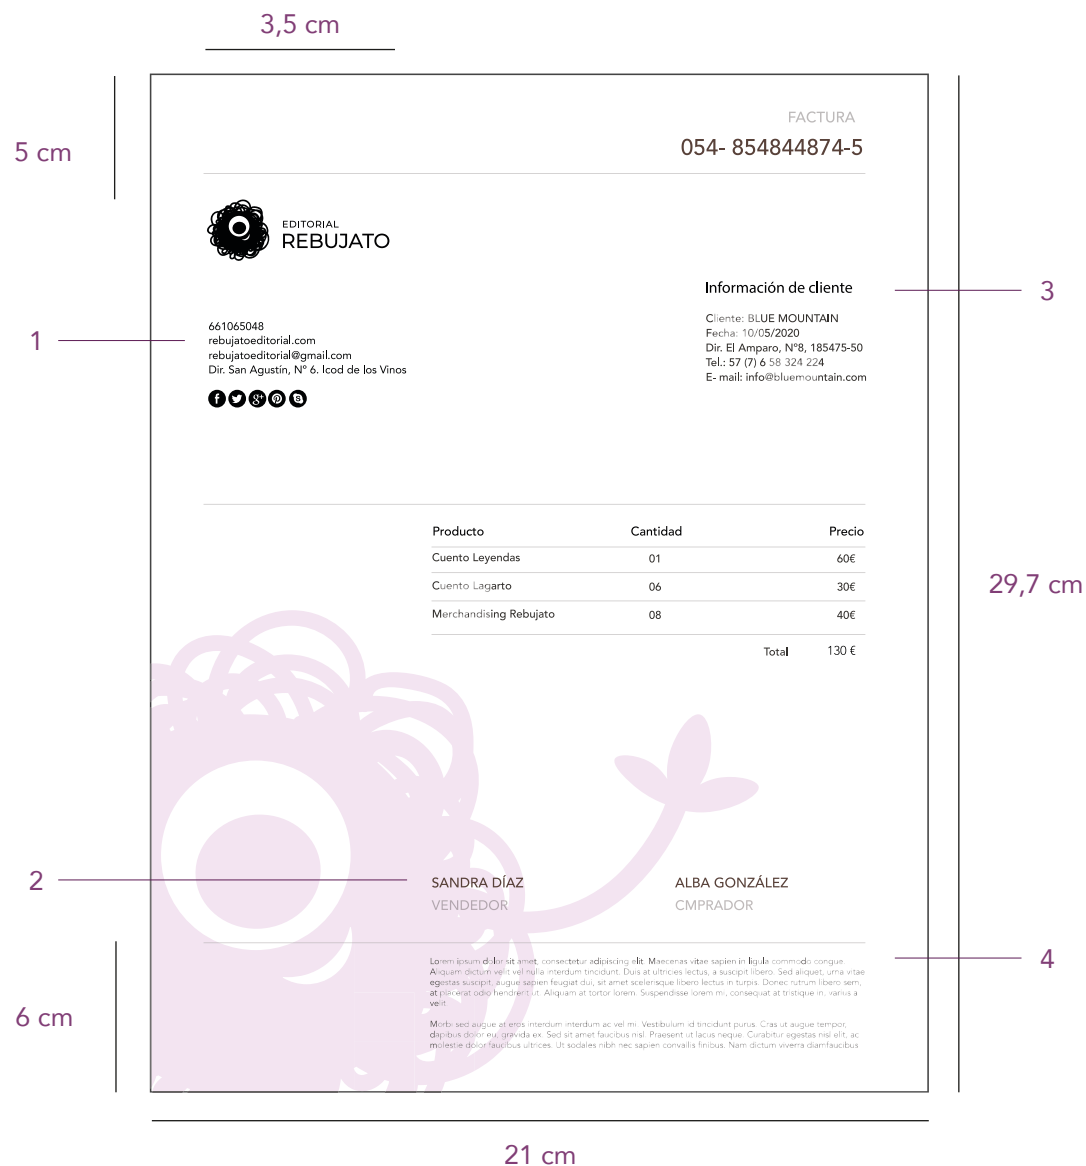 3,5 cm
5 cm
FACTURA
054- 854844874-5
EDITORIAL
REBUJATO
Información de cliente
3
Cliente: BLUE MOUNTAIN
Fecha: 10/05/2020
Dir. El Amparo, Nº8, 185475-50
Tel.: 57 (7) 6 58 324 224
E- mail: info@bluemountain.com
1
661065048
rebujatoeditorial.com
rebujatoeditorial@gmail.com
Dir. San Agustín, Nº 6. Icod de los Vinos
Producto Cantidad Precio
Cuento Leyendas 01 60€
Cuento Lagarto 06 30€
Merchandising Rebujato 08 40€
Total 130 €
29,7 cm
2
SANDRA DÍAZ ALBA GONZÁLEZ
VENDEDOR CMPRADOR
4
Lorem ipsum dolor sit amet, consectetur adipiscing elit. Maecenas vitae sapien in ligula commodo congue.
Aliquam dictum velit vel nulla interdum tincidunt. Duis at ultricies lectus, a suscipit libero. Sed aliquet, urna vitae
egestas suscipit, augue sapien feugiat dui, sit amet scelerisque libero lectus in turpis. Donec rutrum libero sem,
at placerat odio hendrerit ut. Aliquam at tortor lorem. Suspendisse lorem mi, consequat at tristique in, varius a
velit.
Morbi sed augue at eros interdum interdum ac vel mi. Vestibulum id tincidunt purus. Cras ut augue tempor,
dapibus dolor eu, gravida ex. Sed sit amet faucibus nisl. Praesent ut lacus neque. Curabitur egestas nisl elit, ac
molestie dolor faucibus ultrices. Ut sodales nibh nec sapien convallis finibus. Nam dictum viverra diamfaucibus
6 cm
21 cm